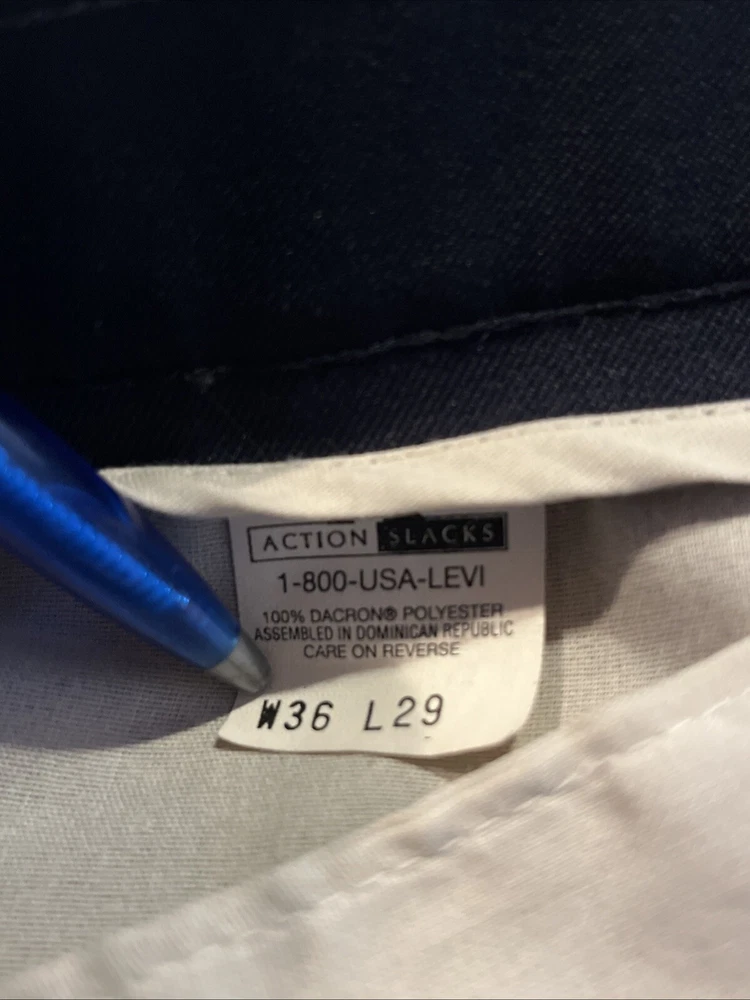 ACTION SLACKS
1-800-USA-LEVI
100% DACRON® POLYESTER
ASSEMBLED IN DOMINICAN REPUBLIC
CARE ON REVERSE
W36 L29